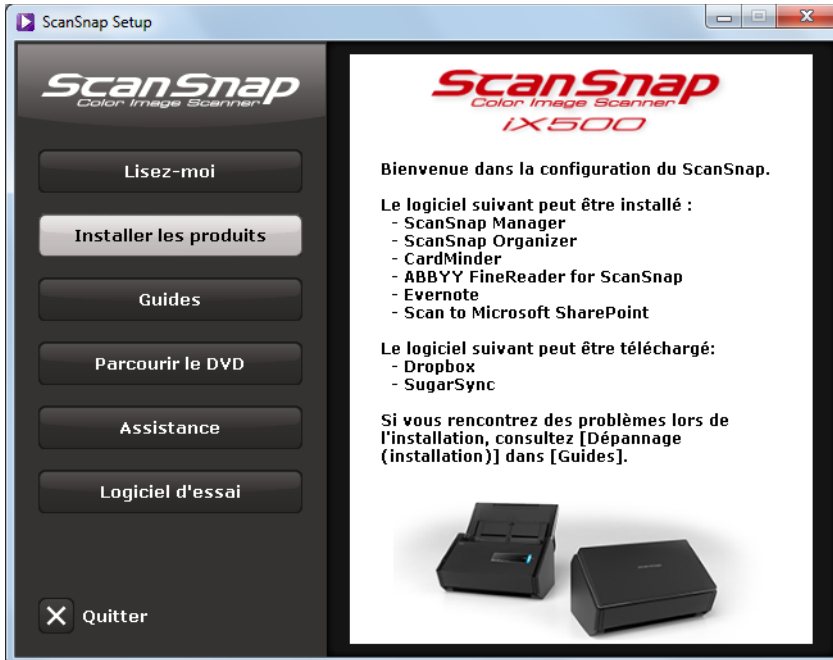 ScanSnap Setup
ScanSnap
Color Image Scanner
Lisez-moi
Installer les produits
Guides
Parcourir le DVD
Assistance
Logiciel d'essai
Quitter
ScanSnap
Color Image Scanner
iX500
Bienvenue dans la configuration du ScanSnap.
Le logiciel suivant peut être installé :
- ScanSnap Manager
- ScanSnap Organizer
- CardMinder
- ABBYY FineReader for ScanSnap
- Evernote
- Scan to Microsoft SharePoint
Le logiciel suivant peut être téléchargé:
- Dropbox
- SugarSync
Si vous rencontrez des problèmes lors de
l'installation, consultez [Dépannage
(installation)] dans [Guides].